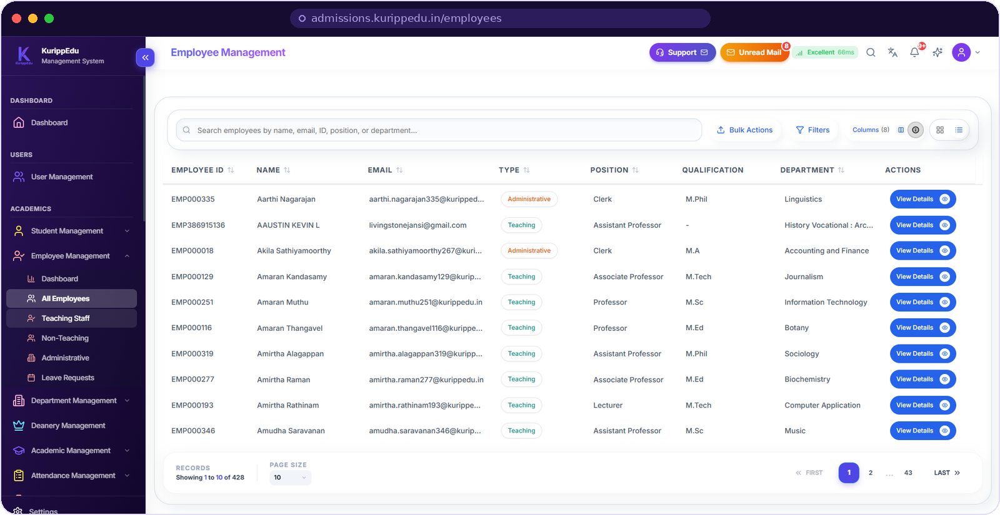 admissions.kurippedu.in/employees
K
KurippEdu
KurippEdu
Management System
Employee Management
Support
Unread Mail
8
Excellent 66ms
9+
DASHBOARD
Dashboard
USERS
User Management
ACADEMICS
Student Management
Employee Management
Dashboard
All Employees
Teaching Staff
Non-Teaching
Administrative
Leave Requests
Department Management
Deanery Management
Academic Management
Attendance Management
Settings
Search employees by name, email, ID, position, or department...
Bulk Actions
Filters
Columns (8)
EMPLOYEE ID NAME EMAIL TYPE POSITION QUALIFICATION DEPARTMENT ACTIONS
EMP000335 Aarthi Nagarajan aarthi.nagarajan335@kuripped... Administrative Clerk M.Phil Linguistics View Details
EMP386915136 AAUSTIN KEVIN L livingstonejansi@gmail.com Teaching Assistant Professor - History Vocational : Arc... View Details
EMP000018 Akila Sathiyamoorthy akila.sathiyamoorthy267@kuri... Administrative Clerk M.A Accounting and Finance View Details
EMP000129 Amaran Kandasamy amaran.kandasamy129@kurip... Teaching Associate Professor M.Tech Journalism View Details
EMP000251 Amaran Muthu amaran.muthu251@kurippedu.in Teaching Professor M.Sc Information Technology View Details
EMP000116 Amaran Thangavel amaran.thangavel116@kurippe... Teaching Professor M.Ed Botany View Details
EMP000319 Amirtha Alagappan amirtha.alagappan319@kuripp... Teaching Assistant Professor M.Phil Sociology View Details
EMP000277 Amirtha Raman amirtha.raman277@kurippedu.in Teaching Associate Professor M.Ed Biochemistry View Details
EMP000193 Amirtha Rathinam amirtha.rathinam193@kurippe... Teaching Lecturer M.Tech Computer Application View Details
EMP000346 Amudha Saravanan amudha.saravanan346@kurip... Teaching Assistant Professor M.Sc Music View Details
RECORDS
Showing 1 to 10 of 428
PAGE SIZE
10
FIRST 1 2 ... 43 LAST